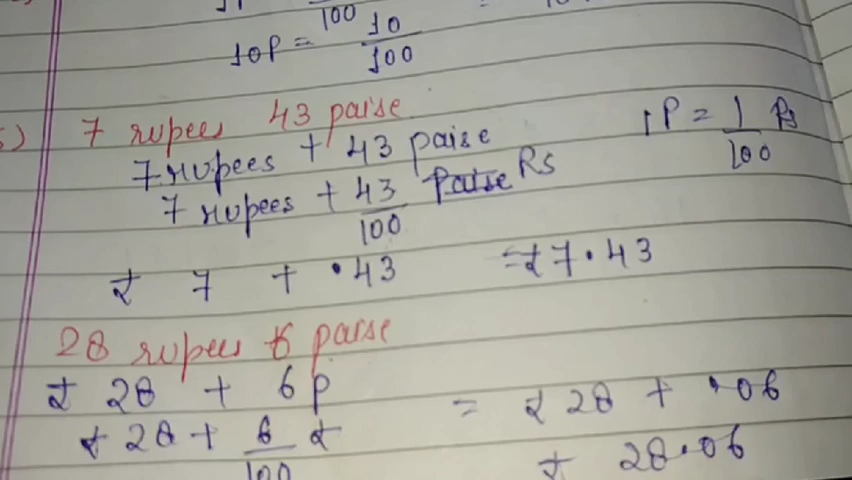 100
10P = 10/100
7 rupees 43 paise
7 rupees + 43 paise
1P = 1/100 Rs
7 rupees + 43/100 Rs
₹ 7 + .43 = ₹ 7.43
28 rupees 6 paise
₹ 28 + 6p = ₹ 28 + .06
₹ 28 + 6/100 ₹
₹ 28.06